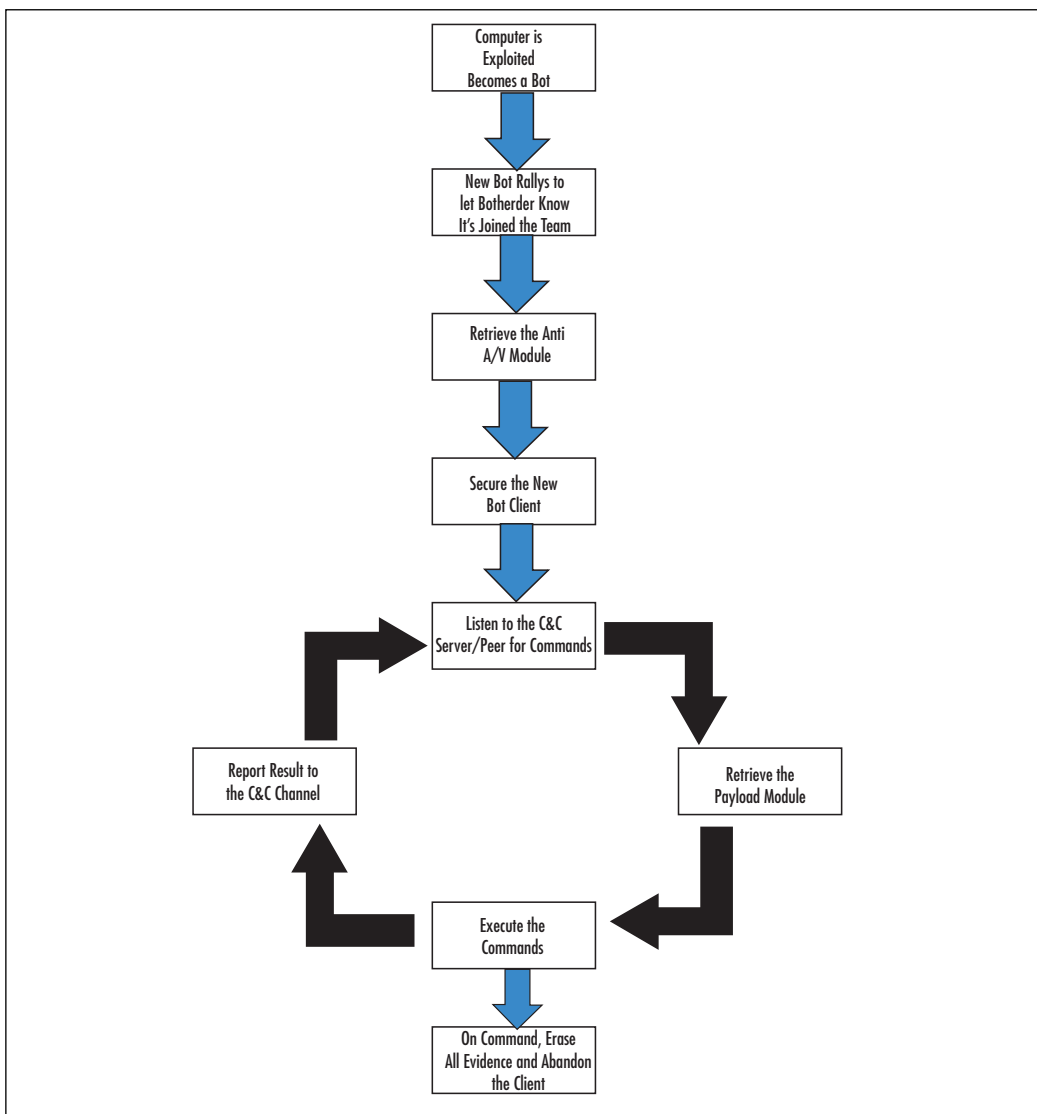 Computer is
Exploited
Becomes a Bot
New Bot Rallys to
let Botherder Know
It's Joined the Team
Retrieve the Anti
A/V Module
Secure the New
Bot Client
Listen to the C&C
Server/Peer for Commands
Report Result to
the C&C Channel
Retrieve the
Payload Module
Execute the
Commands
On Command, Erase
All Evidence and Abandon
the Client